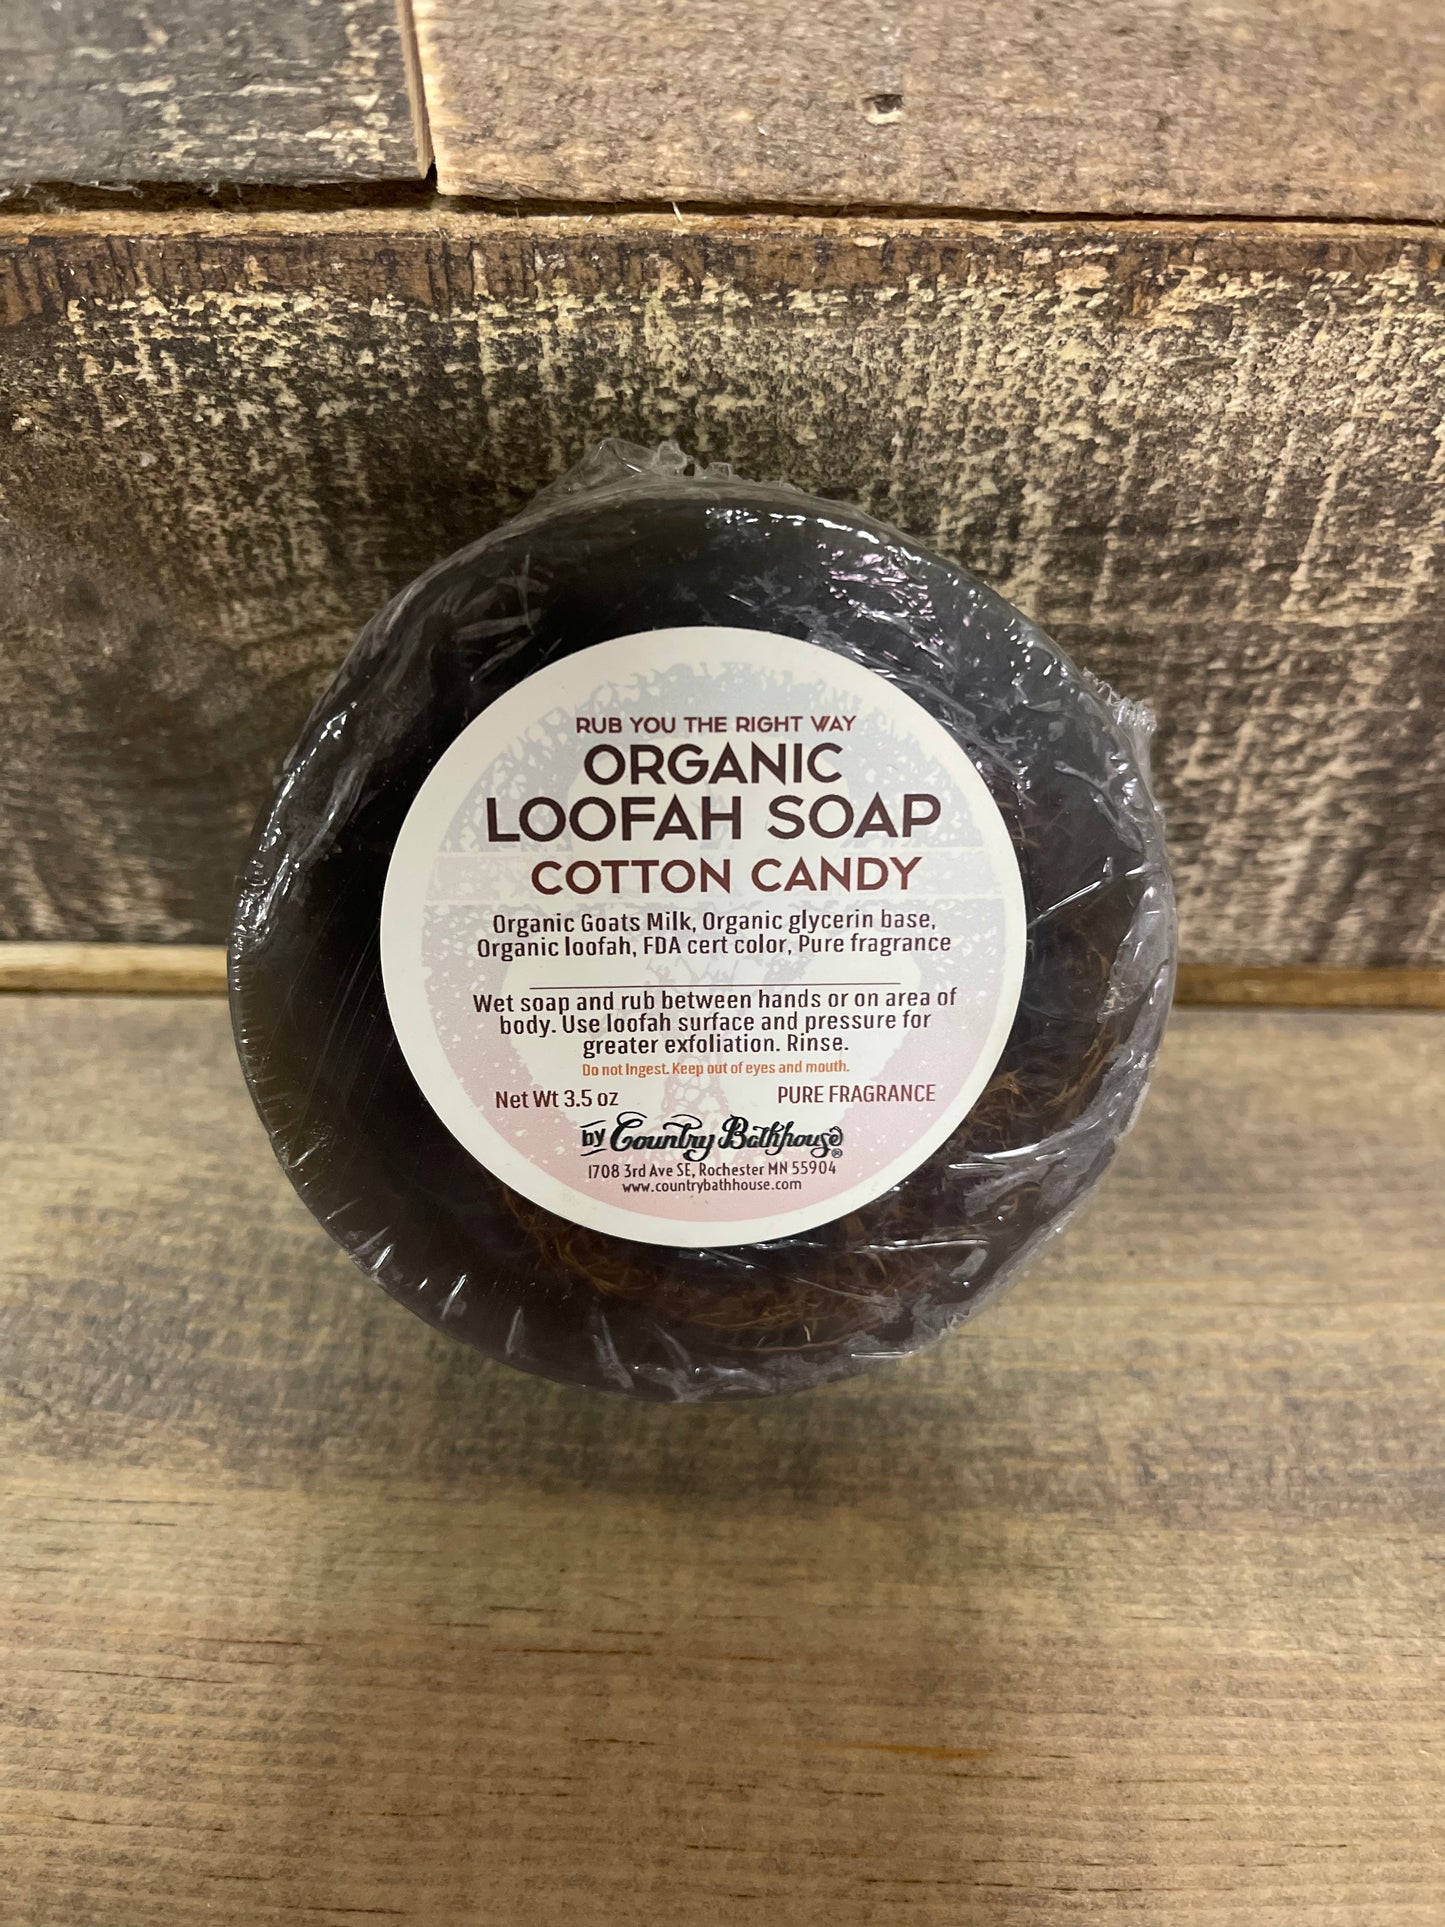 RUB YOU THE RIGHT WAY
ORGANIC
LOOFAH SOAP
COTTON CANDY
Organic Goats Milk, Organic glycerin base,
Organic loofah, FDA cert color, Pure fragrance
Wet soap and rub between hands or on area of
body. Use loofah surface and pressure for
greater exfoliation. Rinse.
Do not Ingest. Keep out of eyes and mouth.
Net Wt 3.5 oz PURE FRAGRANCE
by Country Bathhouse®
1708 3rd Ave SE, Rochester MN 55904
www.countrybathhouse.com